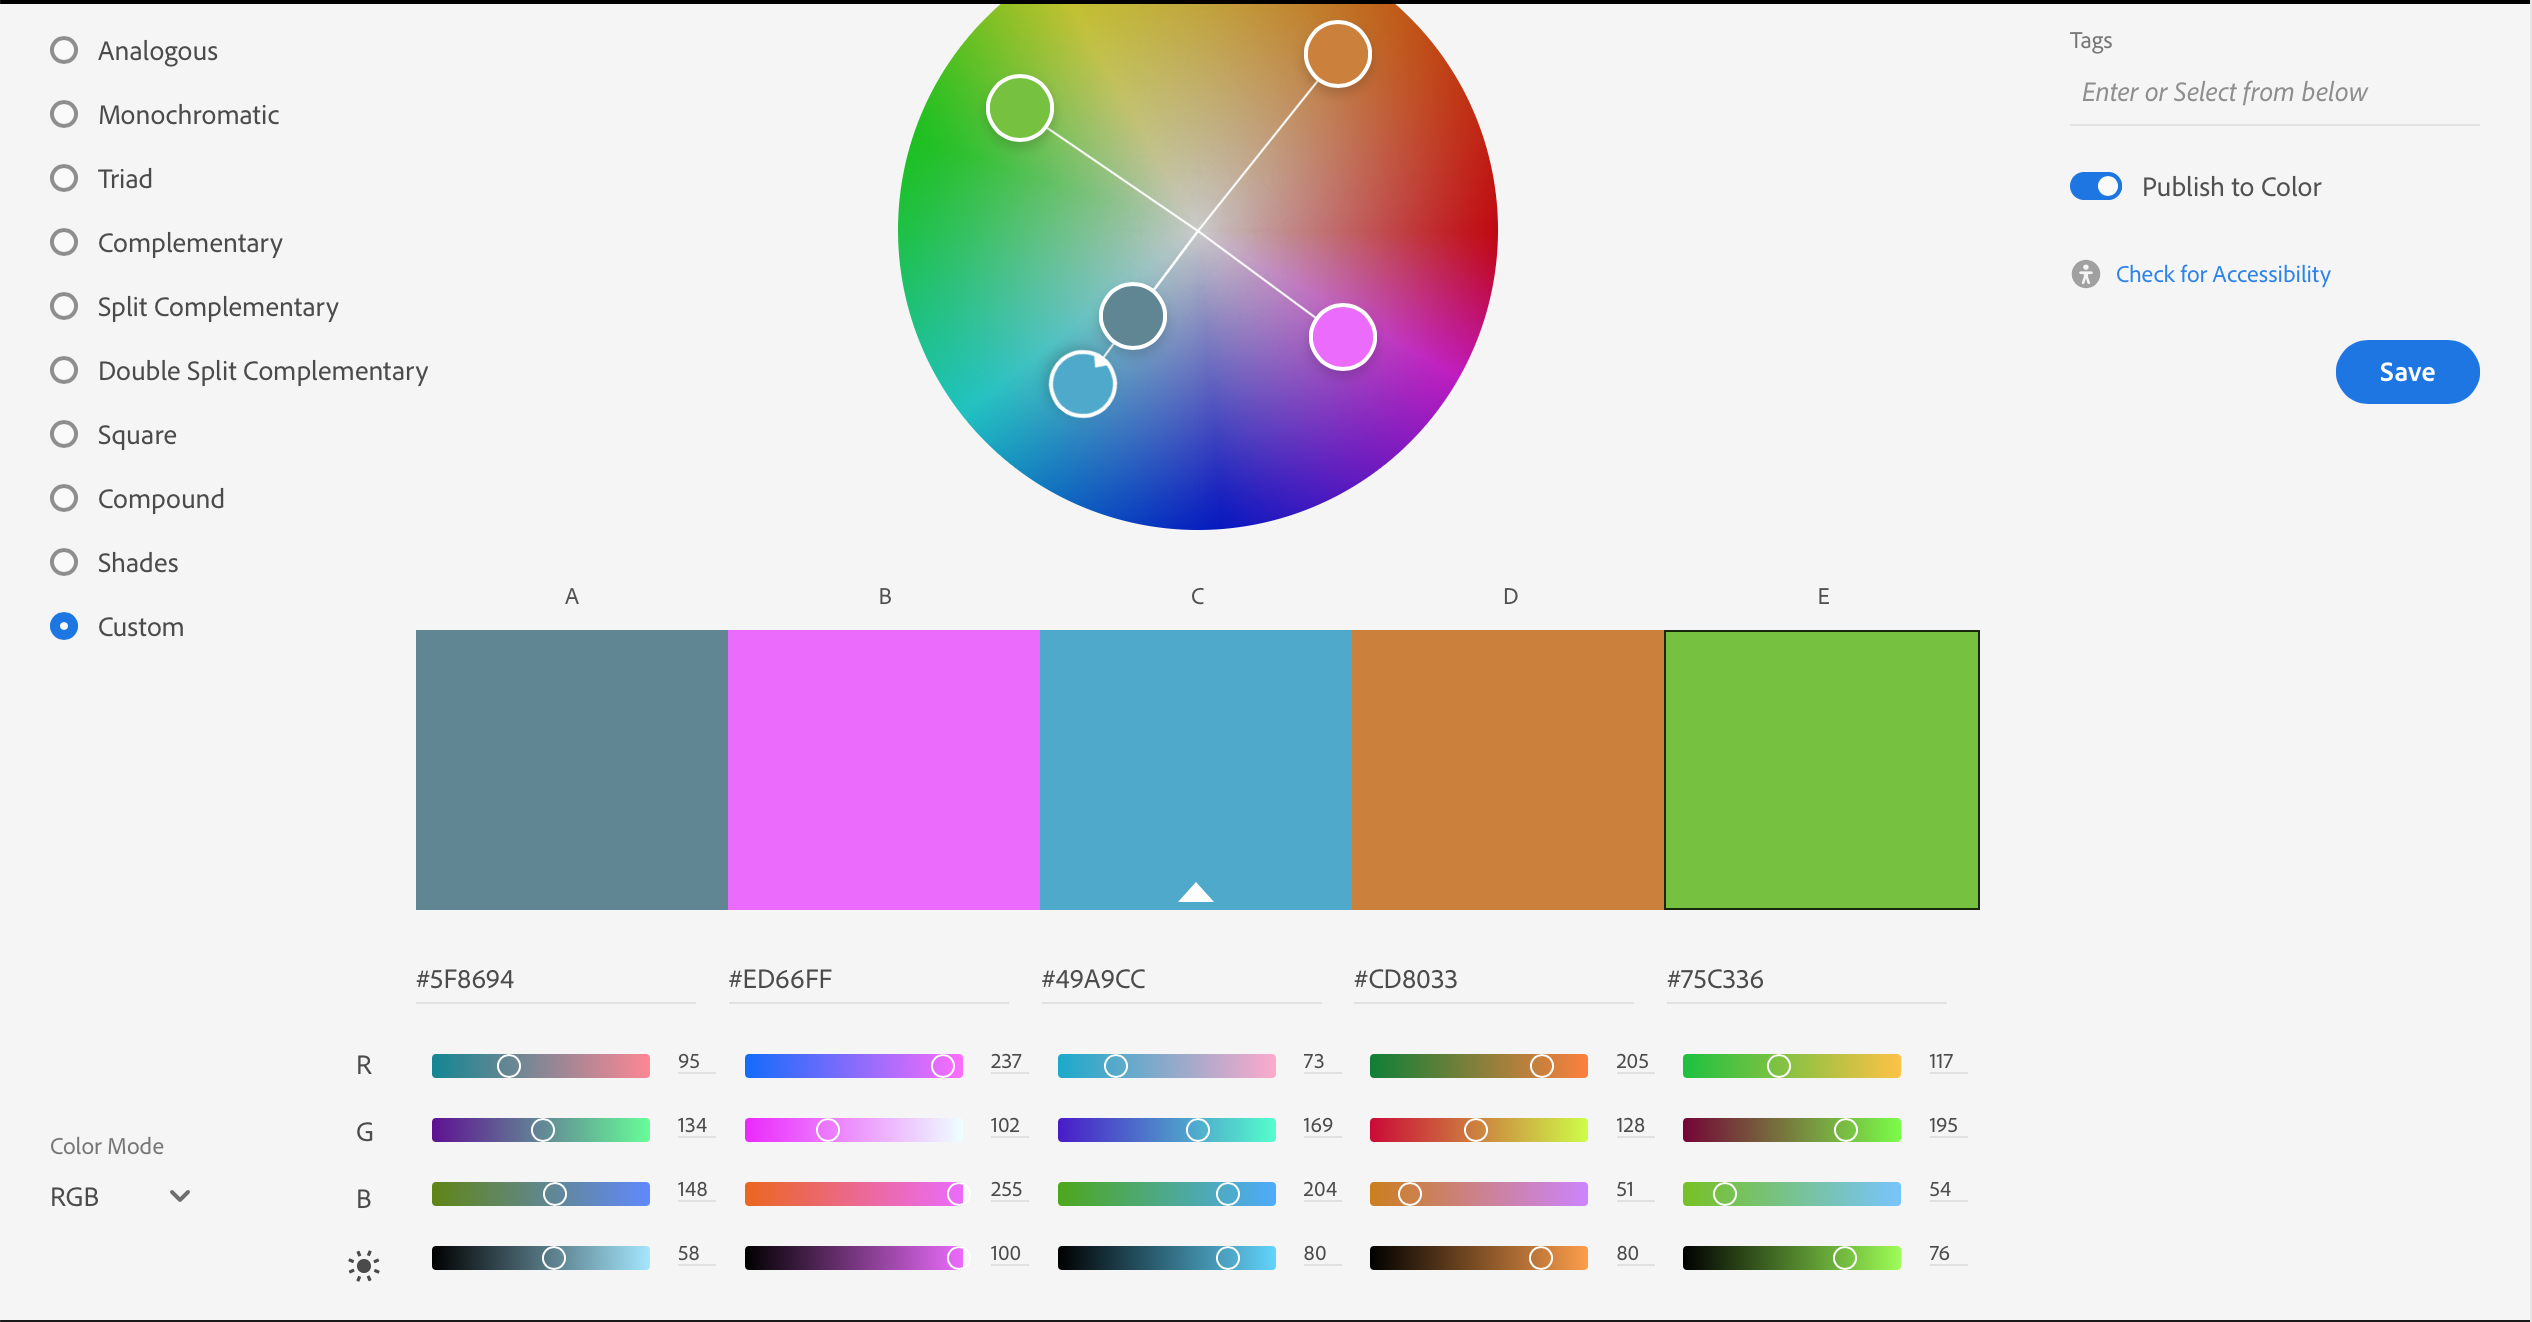 Analogous
Monochromatic
Triad
Complementary
Split Complementary
Double Split Complementary
Square
Compound
Shades
Custom
Tags
Enter or Select from below
Publish to Color
Check for Accessibility
Save
A B C D E
#5F8694 #ED66FF #49A9CC #CD8033 #75C336
R 95 237 73 205 117
G 134 102 169 128 195
Color Mode
RGB
B 148 255 204 51 54
58 100 80 80 76